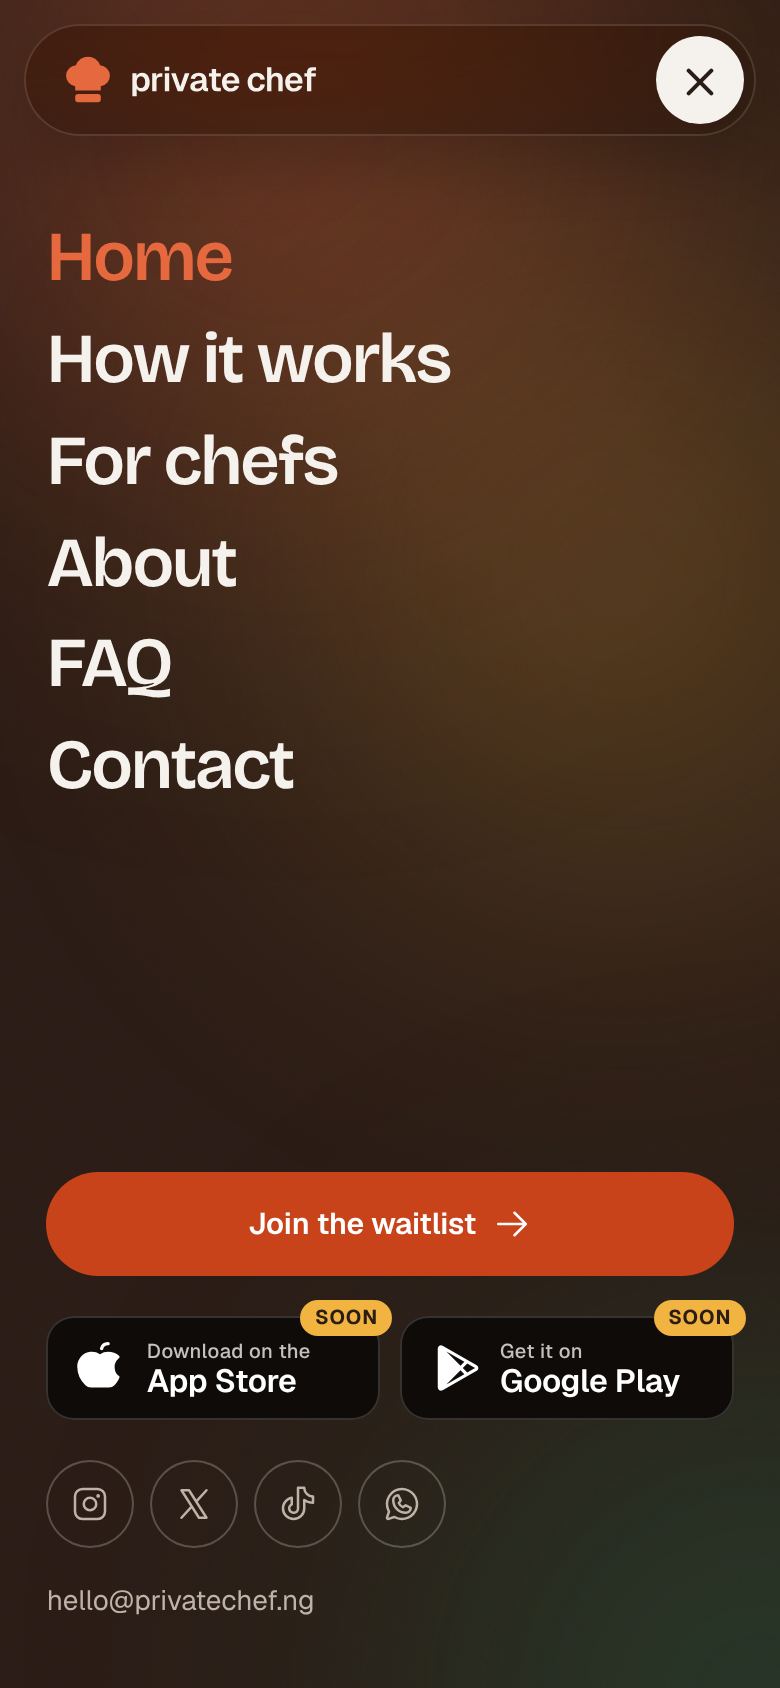 private chef
Home
How it works
For chefs
About
FAQ
Contact
Join the waitlist
SOON
SOON
Download on the
App Store
Get it on
Google Play
hello@privatechef.ng